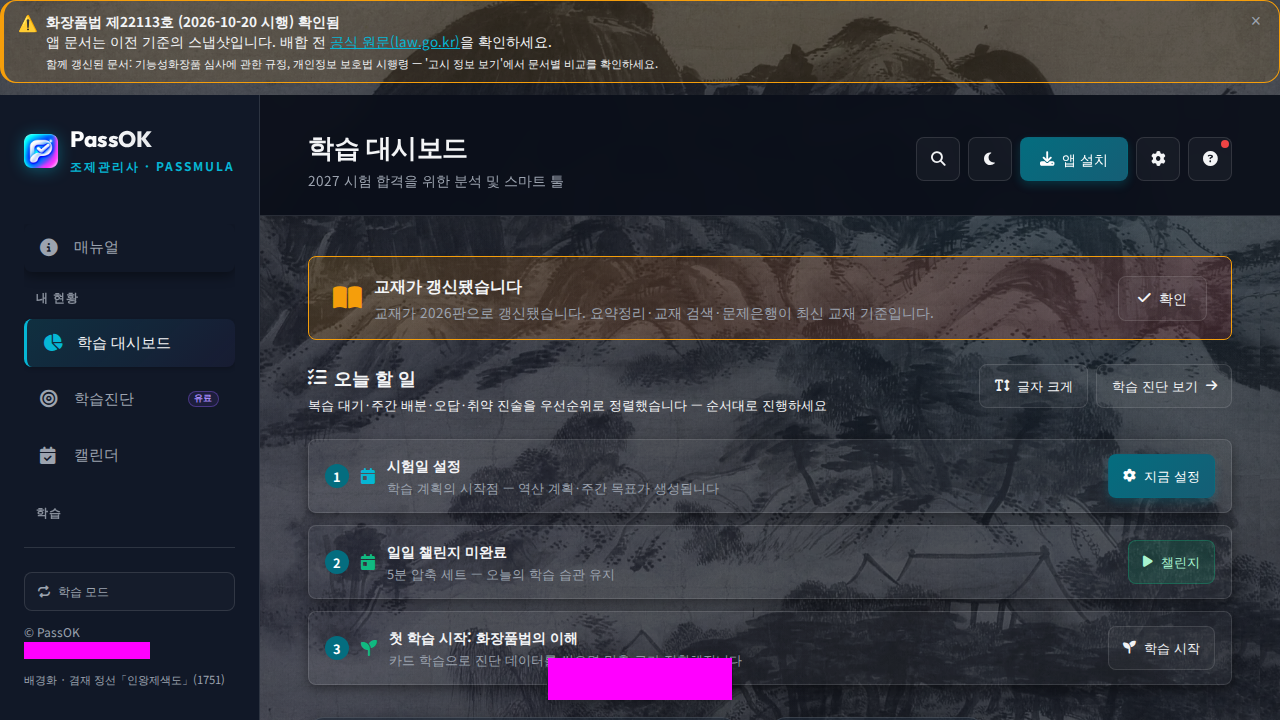 화장품법 제22113호 (2026-10-20 시행) 확인됨
앱 문서는 이전 기준의 스냅샷입니다. 배합 전 공식 원문(law.go.kr)을 확인하세요.
함께 갱신된 문서: 기능성화장품 심사에 관한 규정, 개인정보 보호법 시행령 — '고시 정보 보기'에서 문서별 비교를 확인하세요.
PassOK
조제관리사 · PASSMULA
매뉴얼
내 현황
학습 대시보드
학습진단
유료
캘린더
학습
학습 모드
© PassOK
배경화 · 겸재 정선「인왕제색도」(1751)
학습 대시보드
2027 시험 합격을 위한 분석 및 스마트 툴
앱 설치
교재가 갱신됐습니다
교재가 2026판으로 갱신됐습니다. 요약정리·교재 검색·문제은행이 최신 교재 기준입니다.
확인
오늘 할 일
복습 대기·주간 배분·오답·취약 진술을 우선순위로 정렬했습니다 — 순서대로 진행하세요
글자 크게
학습 진단 보기
1
시험일 설정
학습 계획의 시작점 — 역산 계획·주간 목표가 생성됩니다
지금 설정
2
일일 챌린지 미완료
5분 압축 세트 — 오늘의 학습 습관 유지
챌린지
3
첫 학습 시작: 화장품법의 이해
카드 학습으로 진단 데이터를
학습 시작